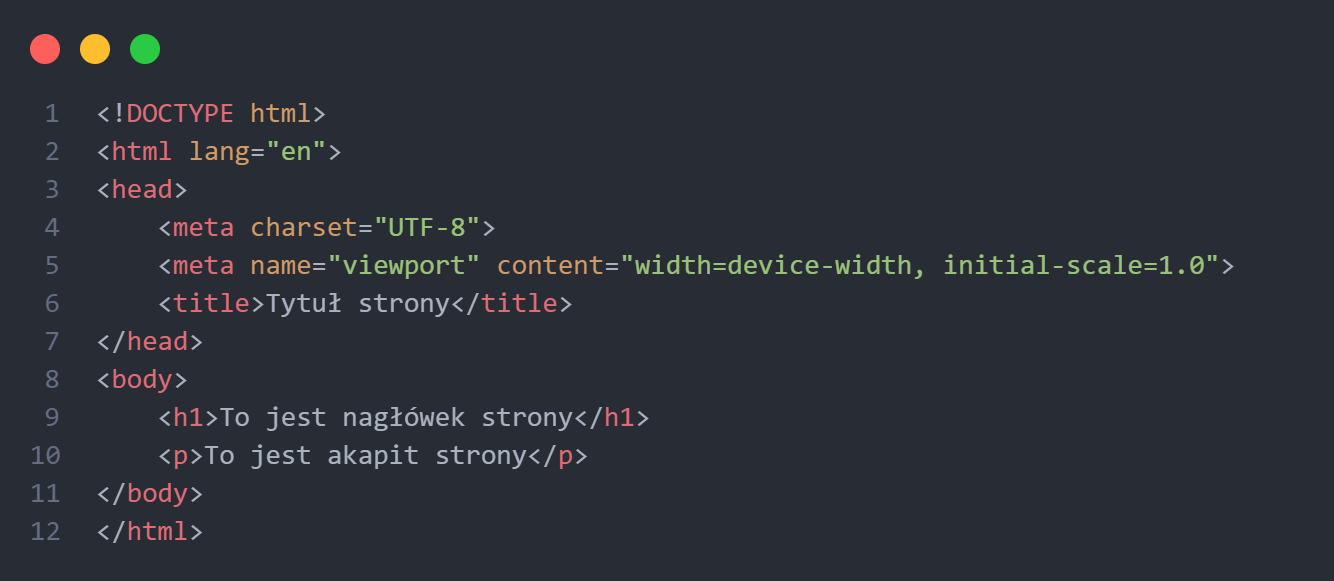 1 <!DOCTYPE html>
2 <html lang="en">
3 <head>
4     <meta charset="UTF-8">
5     <meta name="viewport" content="width=device-width, initial-scale=1.0">
6     <title>Tytuł strony</title>
7 </head>
8 <body>
9     <h1>To jest nagłówek strony</h1>
10     <p>To jest akapit strony</p>
11 </body>
12 </html>